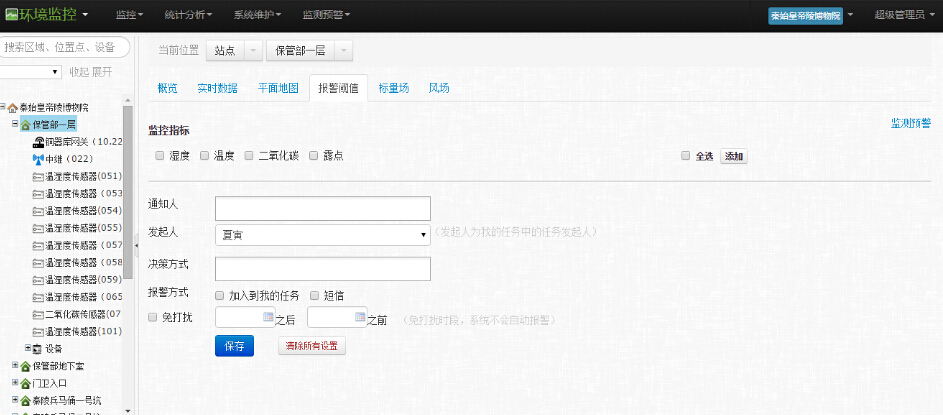 环境监控 监控 统计分析 系统维护 监测预警 秦始皇帝陵博物院 超级管理员
搜索区域、位置点、设备
收起 展开
秦始皇帝陵博物院
保管部一层
铜器库网关（10.22
中继（022）
温湿度传感器(051)
温湿度传感器（053
温湿度传感器(054)
温湿度传感器(055)
温湿度传感器（057
温湿度传感器（058
温湿度传感器(059)
温湿度传感器（065
二氧化碳传感器(07
温湿度传感器(101)
设备
保管部地下室
门卫入口
秦陵兵马俑一号坑
当前位置 站点 保管部一层
概览 实时数据 平面地图 报警阈值 标量场 风场
监测预警
监控指标
湿度 温度 二氧化碳 露点 全选 添加
通知人
发起人 夏寅 （发起人为我的任务中的任务发起人）
决策方式
报警方式 加入到我的任务 短信
免打扰 之后 之前 （免打扰时段，系统不会自动报警）
保存 清除所有设置